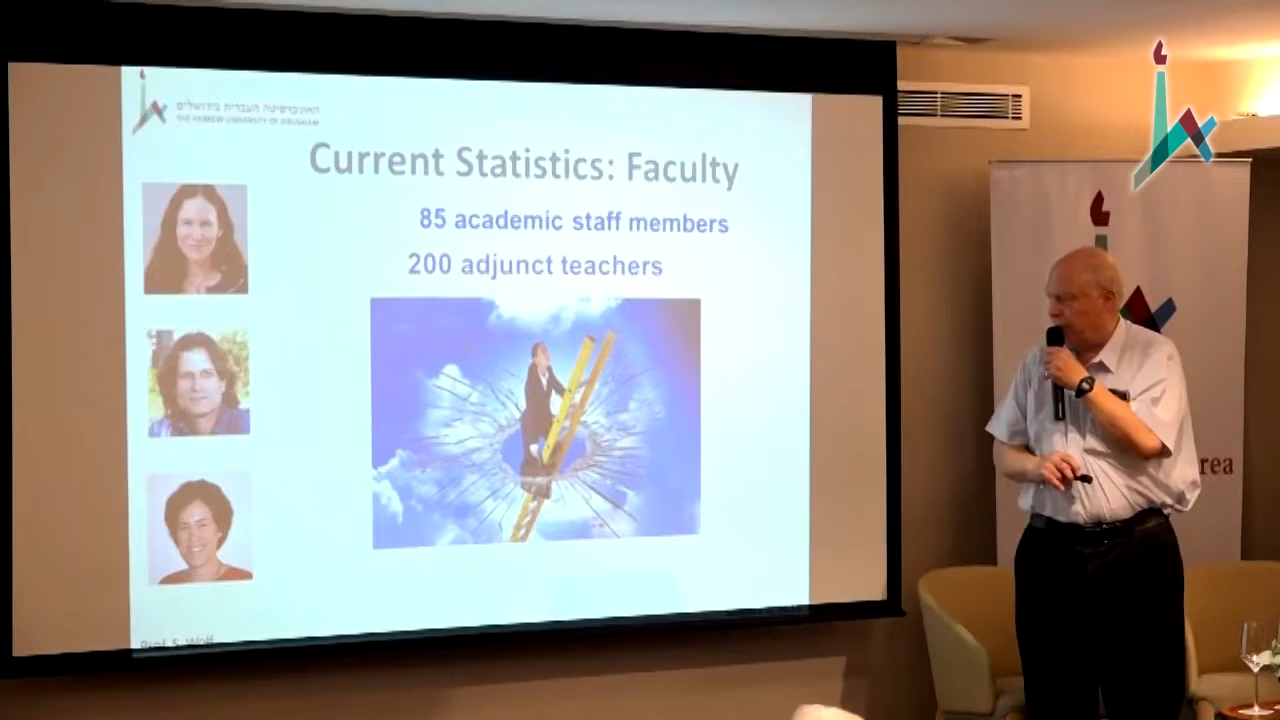 האוניברסיטה העברית בירושלים
THE HEBREW UNIVERSITY OF JERUSALEM
Current Statistics: Faculty
85 academic staff members
200 adjunct teachers
Prof. S. Wolf
rea